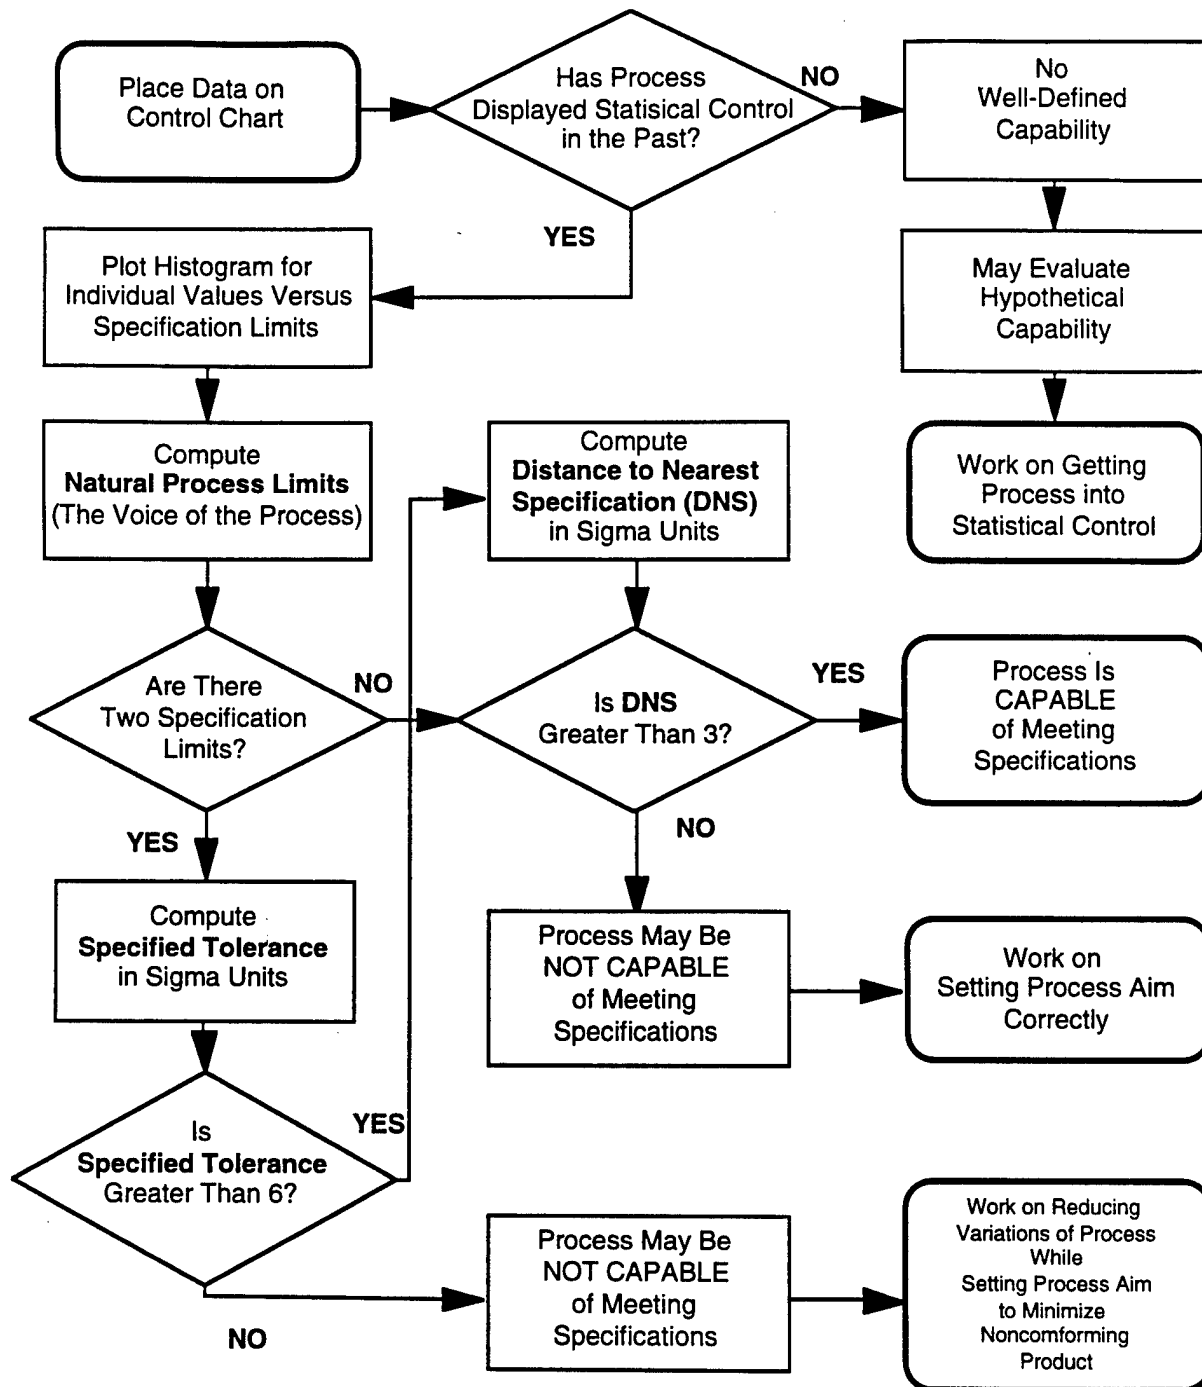 Place Data on
Control Chart
Has Process
Displayed Statisical Control
in the Past?
NO
No
Well-Defined
Capability
YES
Plot Histogram for
Individual Values Versus
Specification Limits
May Evaluate
Hypothetical
Capability
Compute
Natural Process Limits
(The Voice of the Process)
Compute
Distance to Nearest
Specification (DNS)
in Sigma Units
Work on Getting
Process into
Statistical Control
Are There
Two Specification
Limits?
NO
Is DNS
Greater Than 3?
YES
Process Is
CAPABLE
of Meeting
Specifications
YES
NO
Compute
Specified Tolerance
in Sigma Units
Process May Be
NOT CAPABLE
of Meeting
Specifications
Work on
Setting Process Aim
Correctly
Is
Specified Tolerance
Greater Than 6?
YES
NO
Process May Be
NOT CAPABLE
of Meeting
Specifications
Work on Reducing
Variations of Process
While
Setting Process Aim
to Minimize
Noncomforming
Product